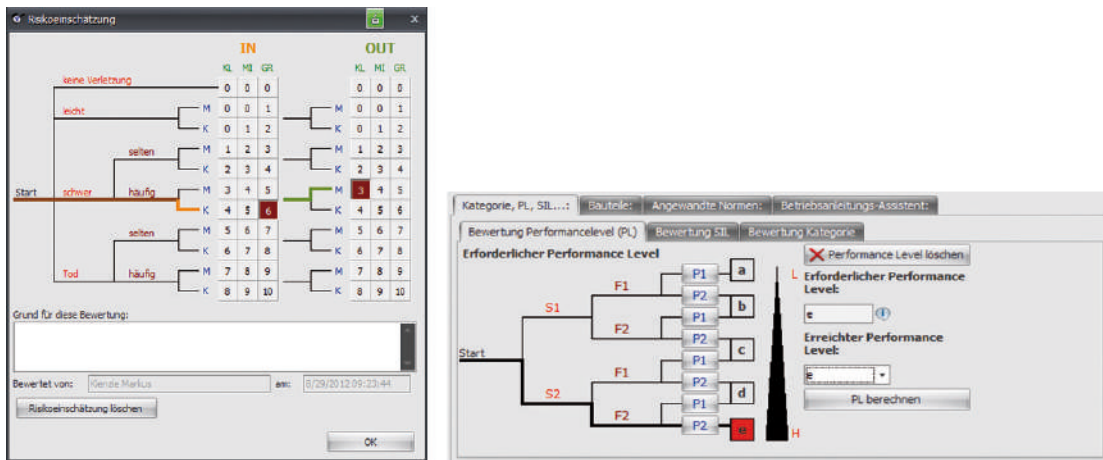 Risikoeinschätzung
X
IN OUT
KL MI GR KL MI GR
keine Verletzung 0 0 0 0 0 0
leicht M 0 0 1 M 0 0 1
K 0 1 2 K 0 1 2
selten M 1 2 3 M 1 2 3
K 2 3 4 K 2 3 4
Start schwer häufig M 3 4 5 M 3 4 5
K 4 5 6 K 4 5 6
selten M 5 6 7 M 5 6 7
K 6 7 8 K 6 7 8
Tod häufig M 7 8 9 M 7 8 9
K 8 9 10 K 8 9 10
Grund für diese Bewertung:
Bewertet von: Kienzle Markus am: 8/29/2012 09:23:44
Risikoeinschätzung löschen
OK
Kategorie, PL, SIL...: Bauteile: Angewandte Normen: Betriebsanleitungs-Assistent:
Bewertung Performancelevel (PL) Bewertung SIL Bewertung Kategorie
Erforderlicher Performance Level
Start
S1
S2
F1
F2
F1
F2
P1
P2
P1
P2
P1
P2
P1
P2
a
b
c
d
e
L
H
Performance Level löschen
Erforderlicher Performance
Level:
e
Erreichter Performance
Level:
e
PL berechnen